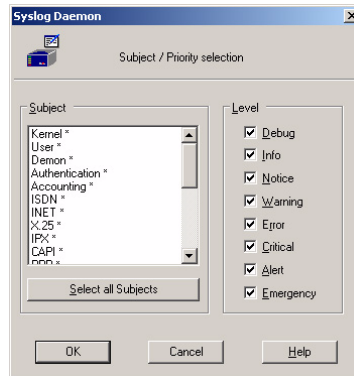 Syslog Daemon
Subject / Priority selection
Subject
Kernel *
User *
Demon *
Authentication *
Accounting *
ISDN *
INET *
X.25 *
IPX *
CAPI *
PPP *
Select all Subjects
Level
Debug
Info
Notice
Warning
Error
Critical
Alert
Emergency
OK
Cancel
Help